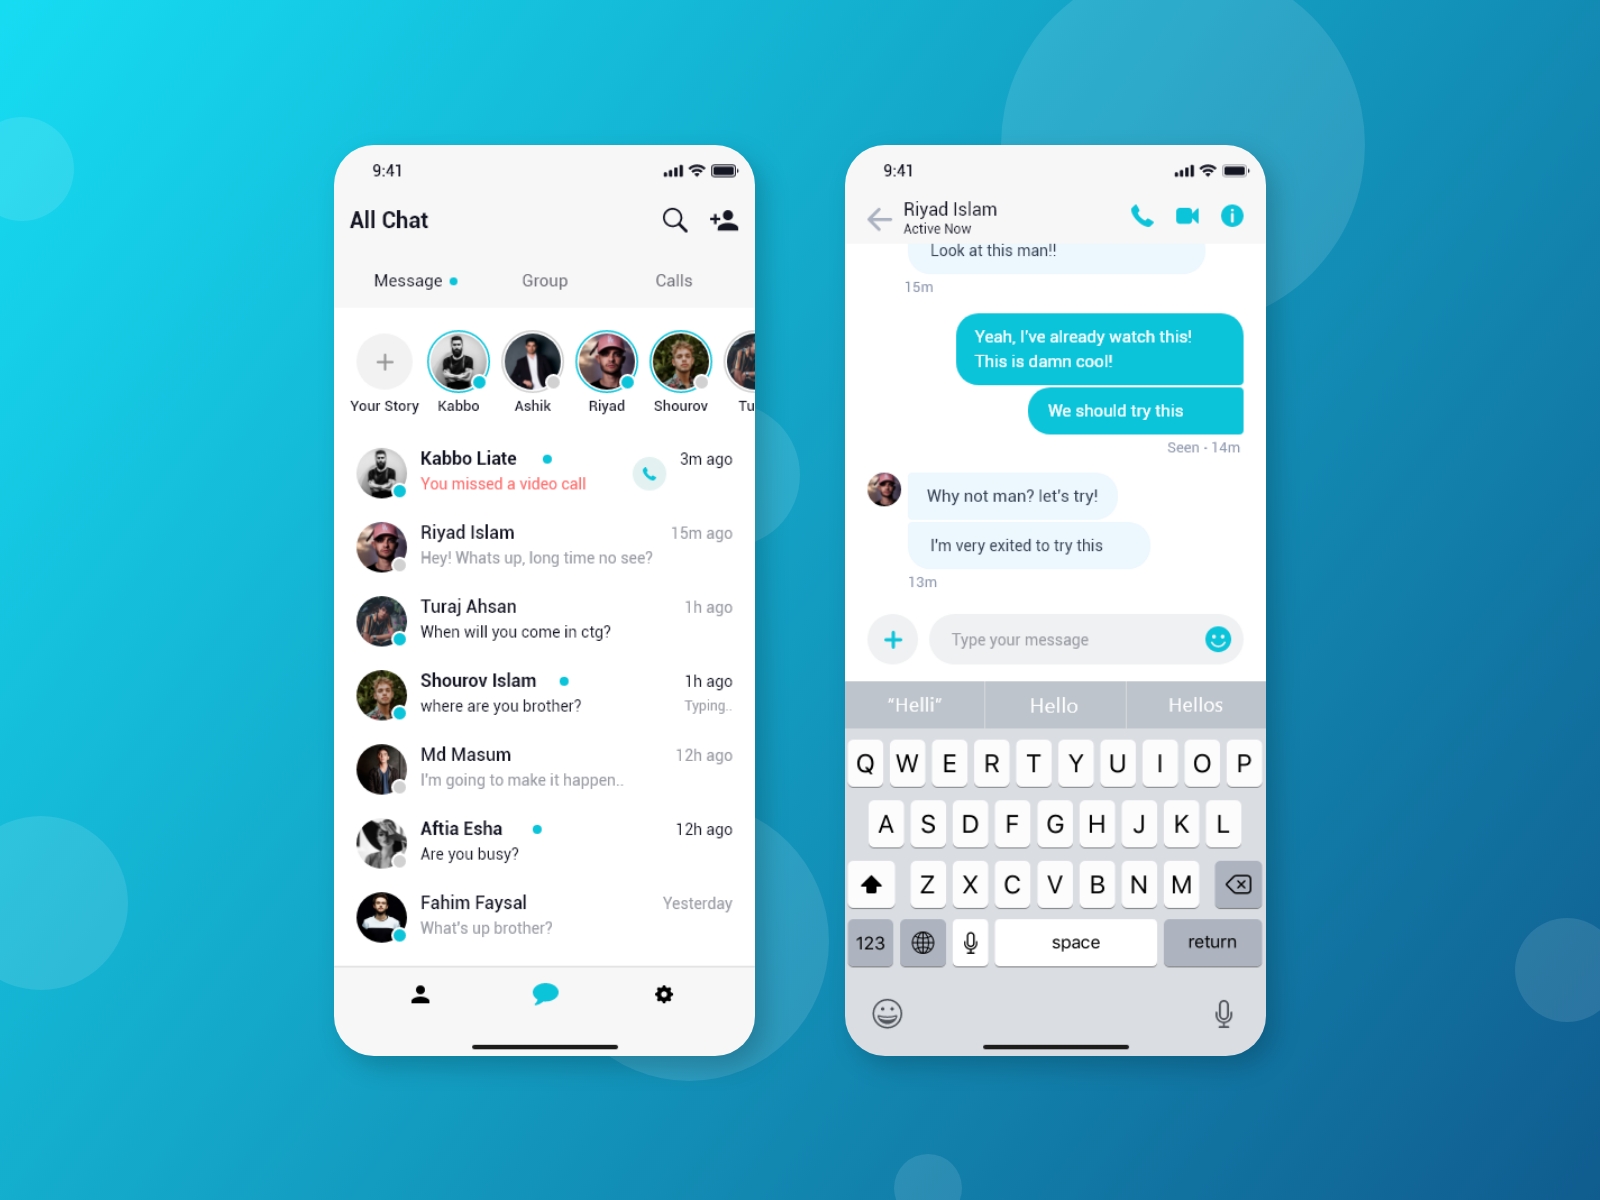 9:41
All Chat
Message
Group
Calls
Your Story
Kabbo
Ashik
Riyad
Shourov
Tu
Kabbo Liate
3m ago
You missed a video call
Riyad Islam
15m ago
Hey! Whats up, long time no see?
Turaj Ahsan
1h ago
When will you come in ctg?
Shourov Islam
1h ago
where are you brother?
Typing..
Md Masum
12h ago
I'm going to make it happen..
Aftia Esha
12h ago
Are you busy?
Fahim Faysal
Yesterday
What's up brother?
9:41
Riyad Islam
Active Now
Look at this man!!
15m
Yeah, I've already watch this!
This is damn cool!
We should try this
Seen - 14m
Why not man? let's try!
I'm very exited to try this
13m
Type your message
“Helli”
Hello
Hellos
Q W E R T Y U I O P
A S D F G H J K L
Z X C V B N M
123
space
return